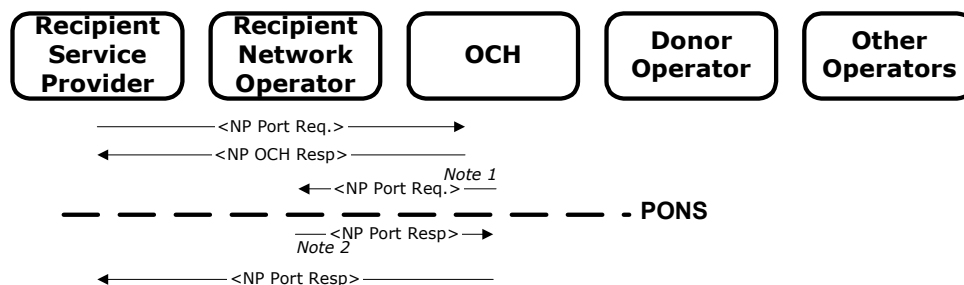 Recipient
Service
Provider
Recipient
Network
Operator
OCH
Donor
Operator
Other
Operators
<NP Port Req.>
<NP OCH Resp>
Note 1
<NP Port Req.>
PONS
<NP Port Resp>
Note 2
<NP Port Resp>